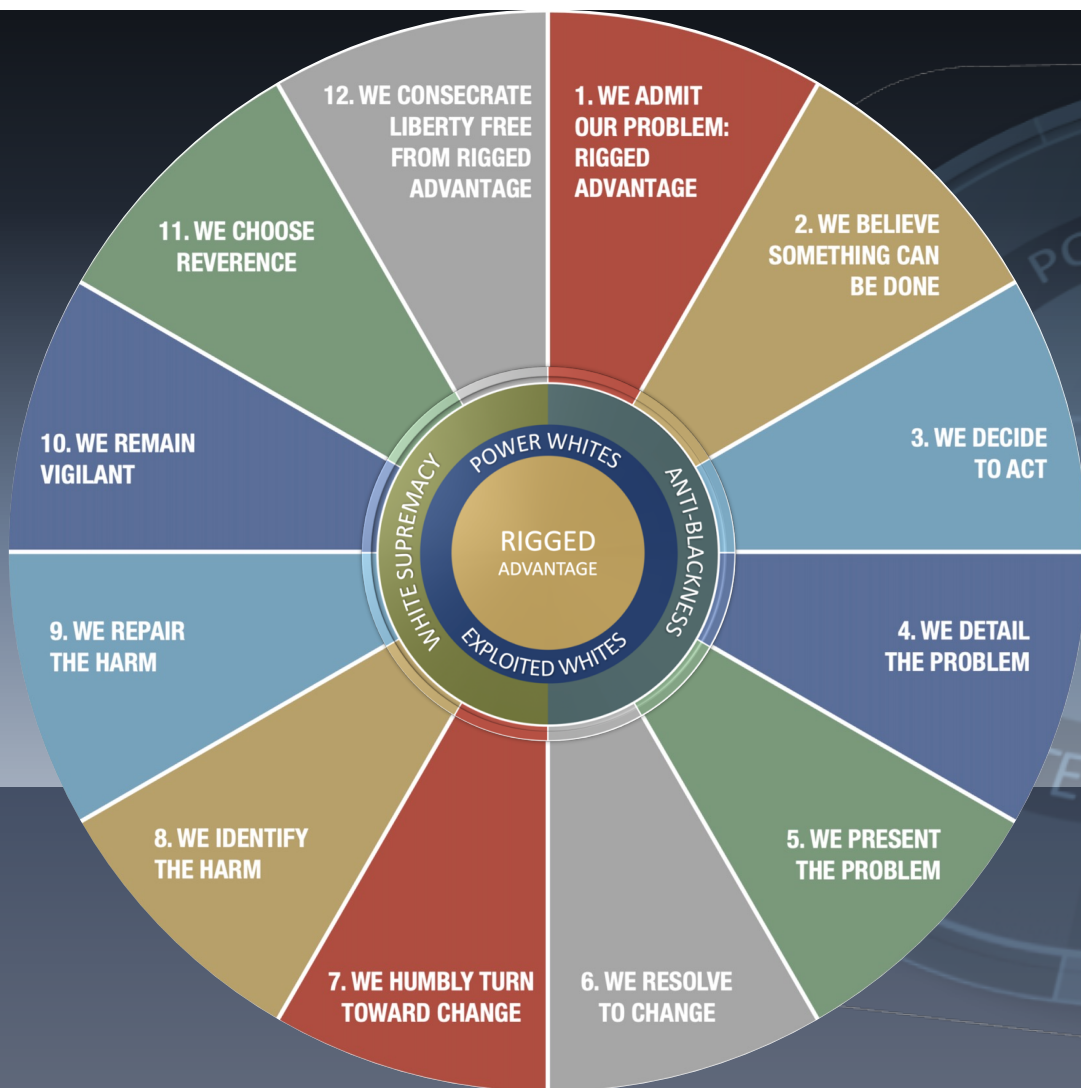 1. WE ADMIT
OUR PROBLEM:
RIGGED
ADVANTAGE
2. WE BELIEVE
SOMETHING CAN
BE DONE
3. WE DECIDE
TO ACT
4. WE DETAIL
THE PROBLEM
5. WE PRESENT
THE PROBLEM
6. WE RESOLVE
TO CHANGE
7. WE HUMBLY TURN
TOWARD CHANGE
8. WE IDENTIFY
THE HARM
9. WE REPAIR
THE HARM
10. WE REMAIN
VIGILANT
11. WE CHOOSE
REVERENCE
12. WE CONSECRATE
LIBERTY FREE
FROM RIGGED
ADVANTAGE
WHITE SUPREMACY
ANTI-BLACKNESS
POWER WHITES
EXPLOITED WHITES
RIGGED
ADVANTAGE